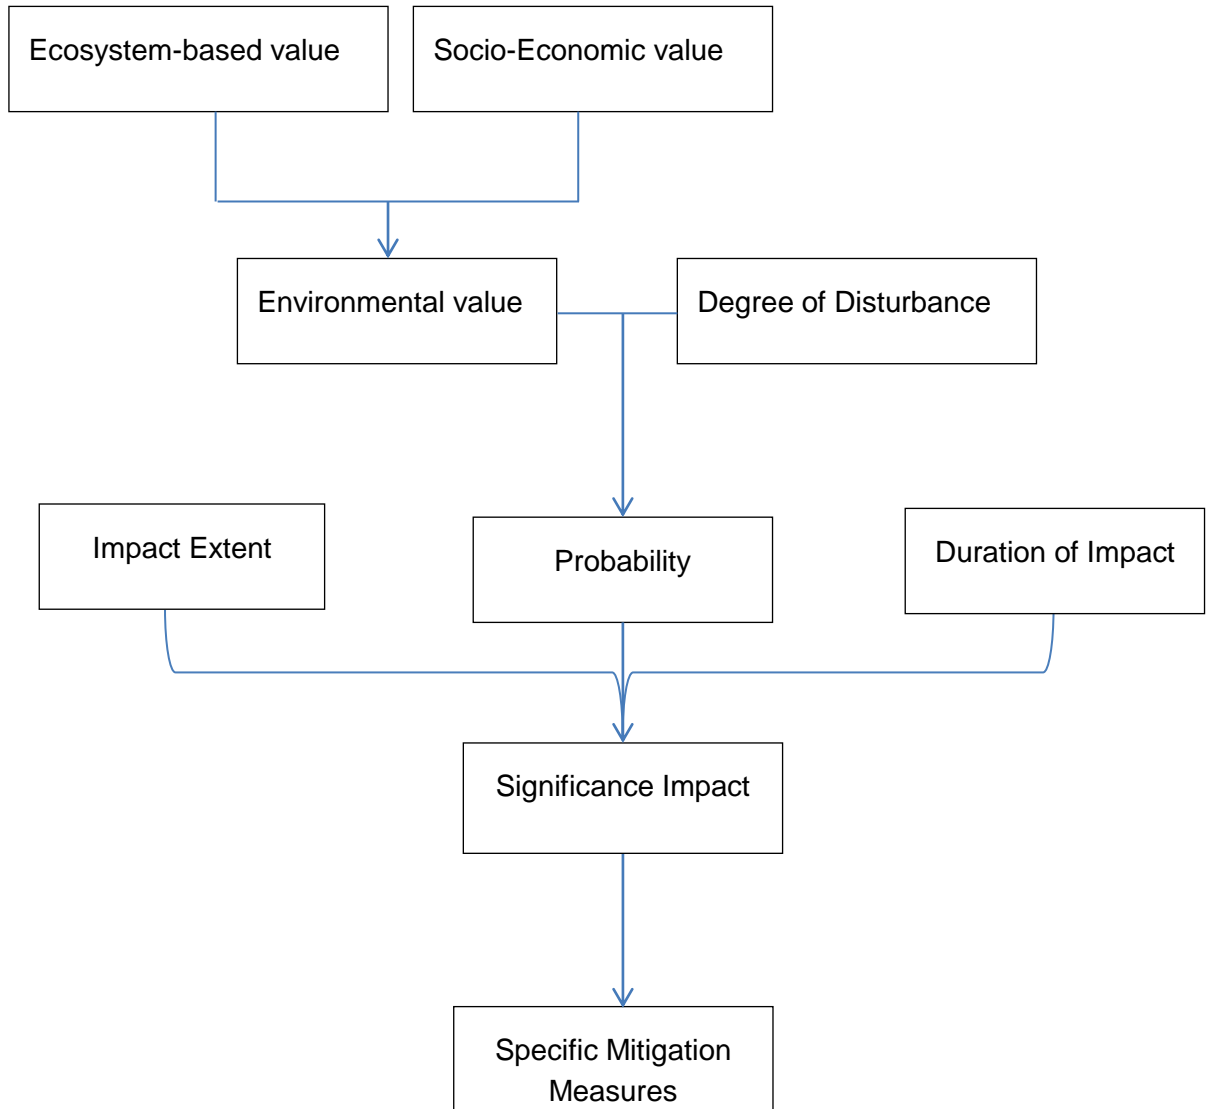 Ecosystem-based value
Socio-Economic value
Environmental value
Degree of Disturbance
Impact Extent
Probability
Duration of Impact
Significance Impact
Specific Mitigation
Measures